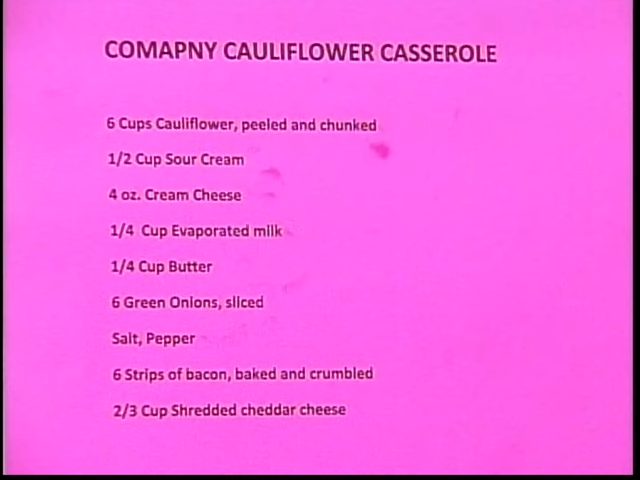 COMAPNY CAULIFLOWER CASSEROLE
6 Cups Cauliflower, peeled and chunked
1/2 Cup Sour Cream
4 oz. Cream Cheese
1/4 Cup Evaporated milk
1/4 Cup Butter
6 Green Onions, sliced
Salt, Pepper
6 Strips of bacon, baked and crumbled
2/3 Cup Shredded cheddar cheese